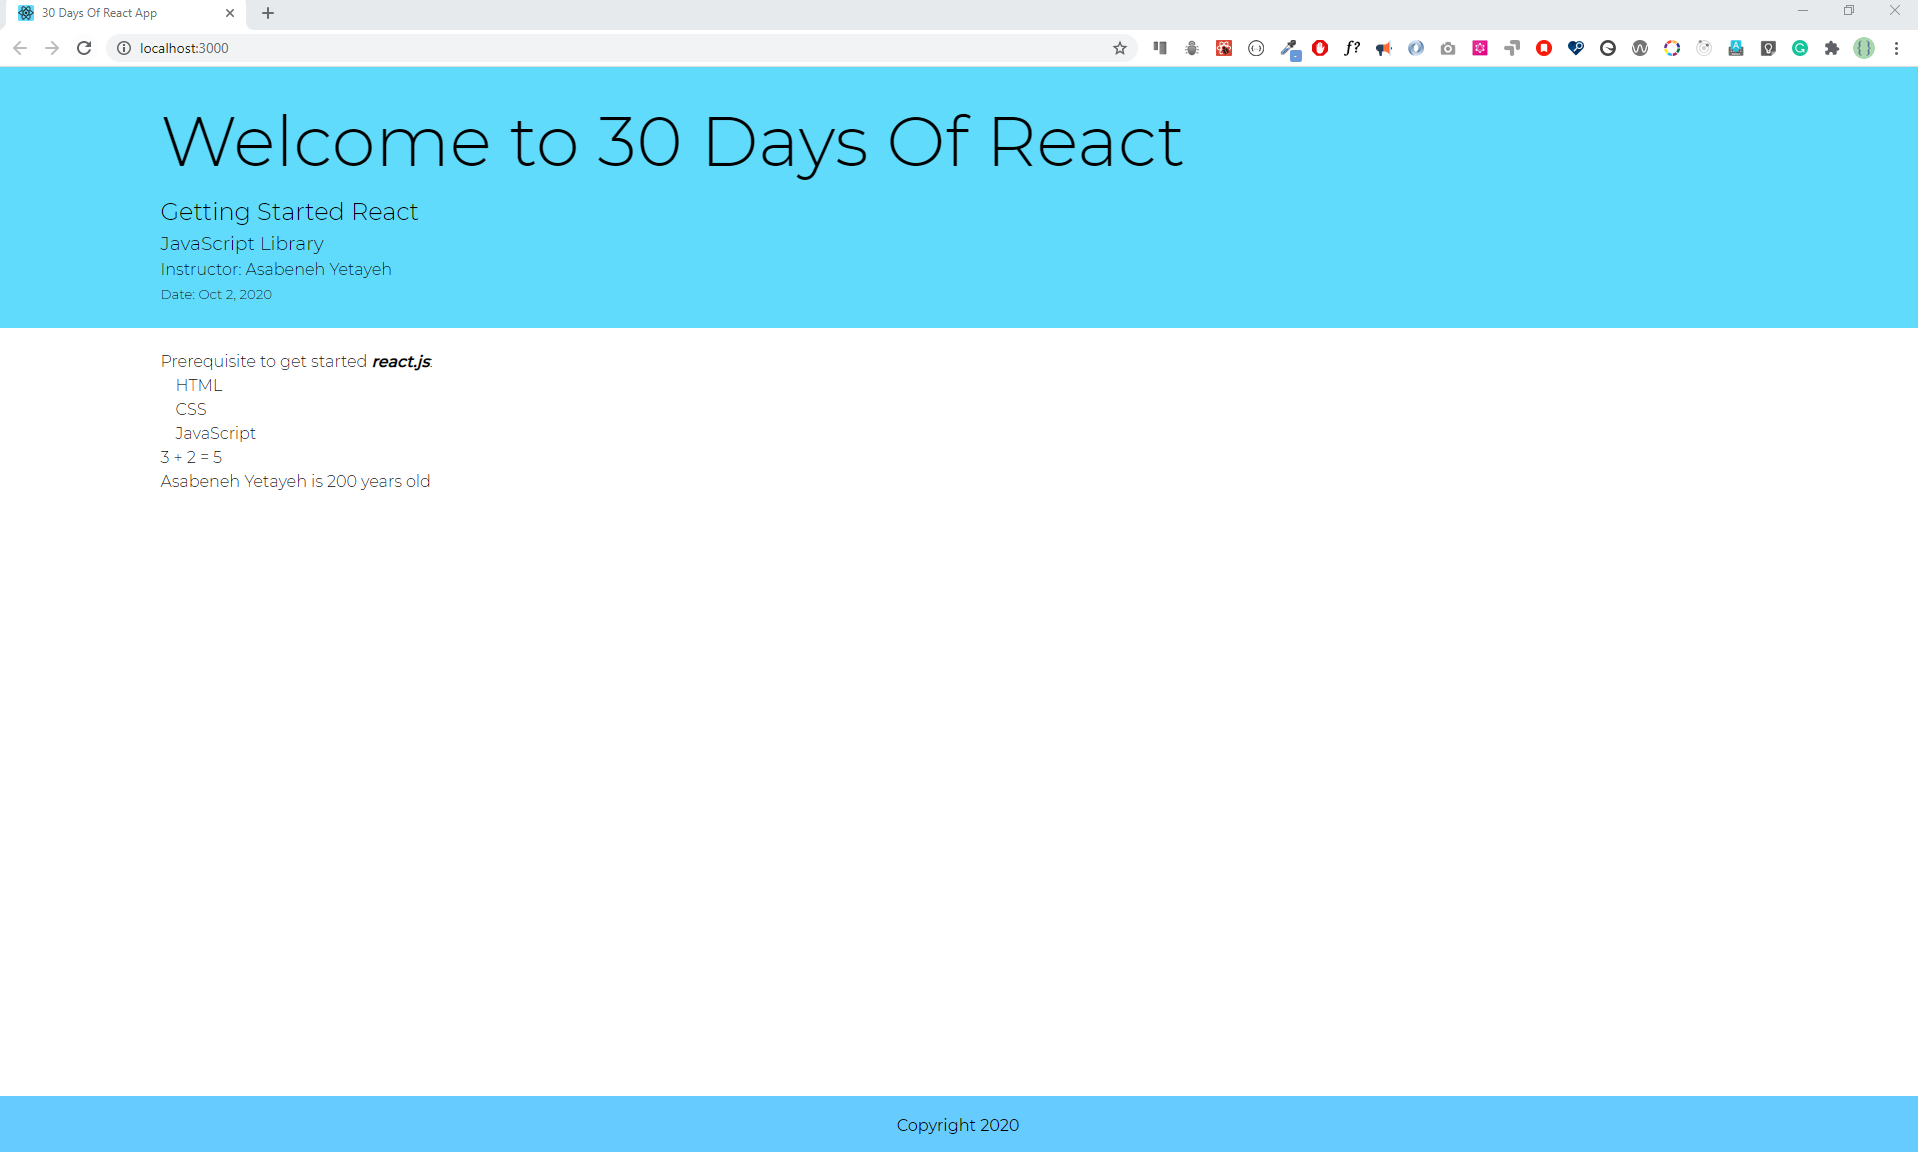 30 Days Of React App
localhost:3000
f?
Welcome to 30 Days Of React
Getting Started React
JavaScript Library
Instructor: Asabeneh Yetayeh
Date: Oct 2, 2020
Prerequisite to get started react.js:
HTML
CSS
JavaScript
3 + 2 = 5
Asabeneh Yetayeh is 200 years old
Copyright 2020